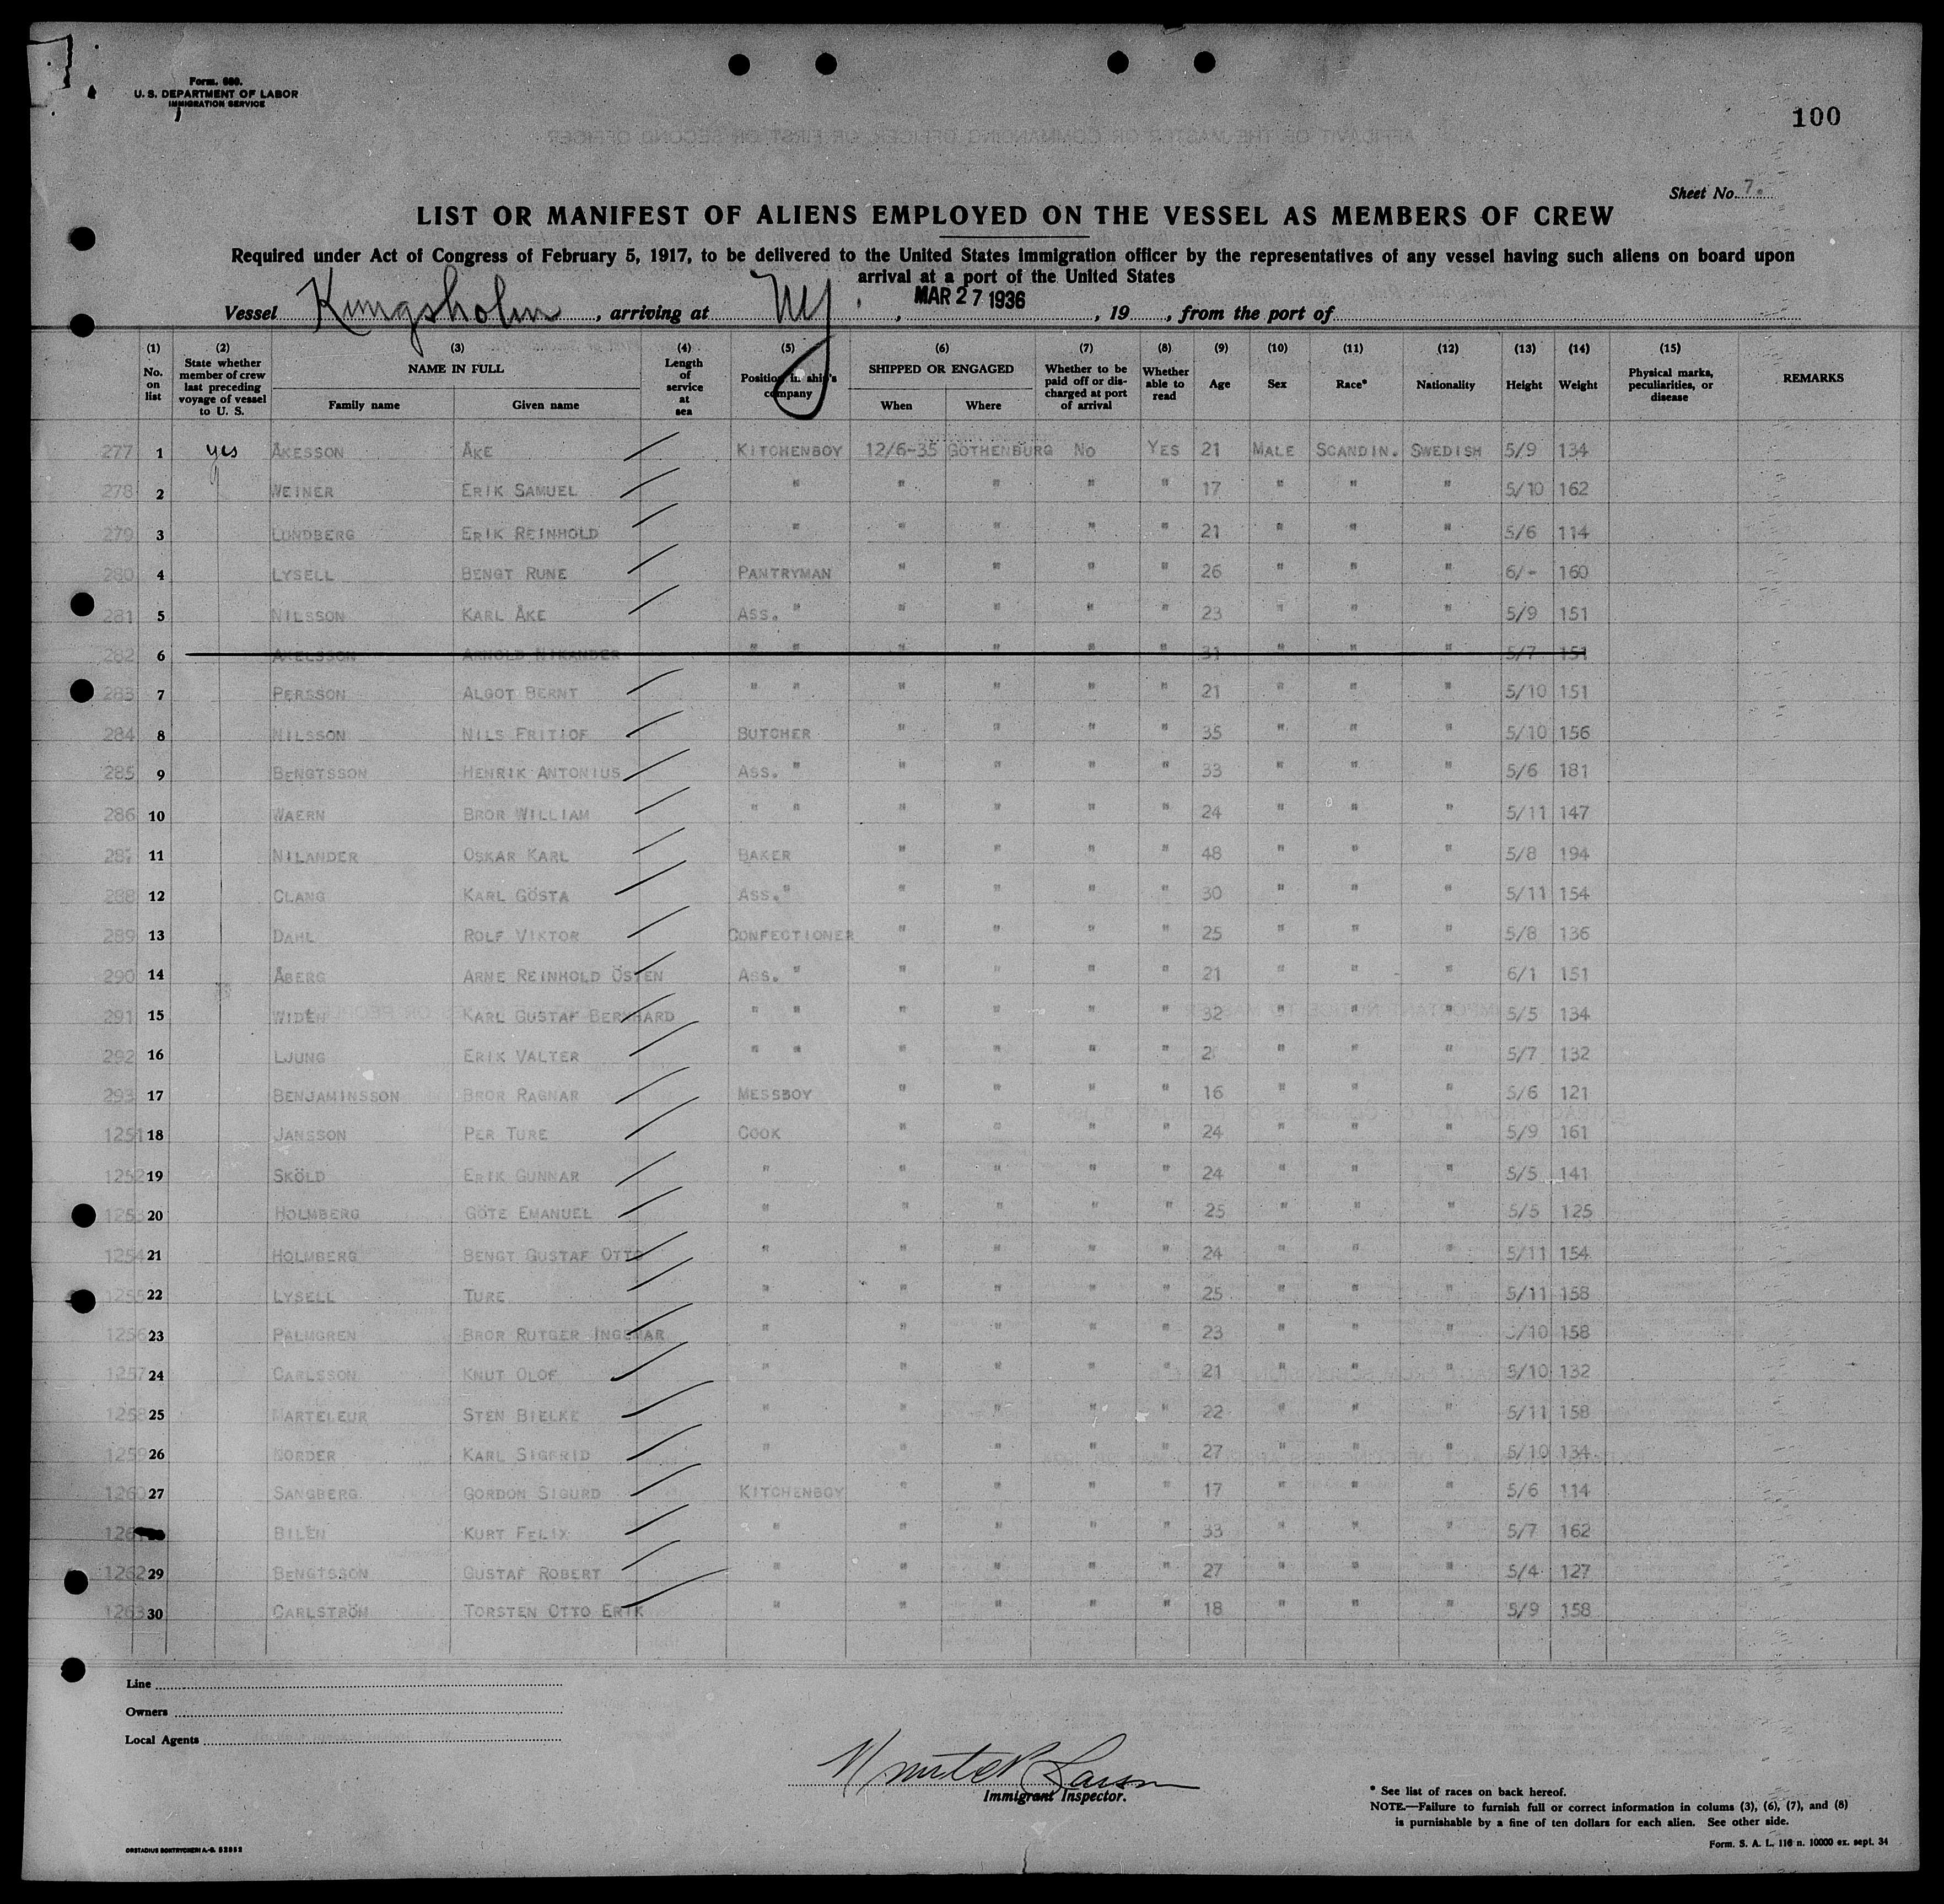 Form. 680.
U. S. DEPARTMENT OF LABOR
IMMIGRATION SERVICE
100
Sheet No. 7.
LIST OR MANIFEST OF ALIENS EMPLOYED ON THE VESSEL AS MEMBERS OF CREW
Required under Act of Congress of February 5, 1917, to be delivered to the United States immigration officer by the representatives of any vessel having such aliens on board upon
arrival at a port of the United States
Vessel Kungsholm, arriving at NY. , MAR 27 1936 , 19 , from the port of
(1) No. on list (2) State whether member of crew last preceding voyage of vessel to U. S. (3) NAME IN FULL Family name Given name (4) Length of service at sea (5) Position in ship's company (6) SHIPPED OR ENGAGED When Where (7) Whether to be paid off or discharged at port of arrival (8) Whether able to read (9) Age (10) Sex (11) Race* (12) Nationality (13) Height (14) Weight (15) Physical marks, peculiarities, or disease REMARKS
277 1 yes ÅKESSON ÅKE KITCHENBOY 12/6-35 GOTHENBURG NO YES 21 MALE SCANDIN. SWEDISH 5/9 134
278 2 WEINER ERIK SAMUEL " " " " " 17 " " " 5/10 162
279 3 LUNDBERG ERIK REINHOLD " " " " " 21 " " " 5/6 114
280 4 LYSELL BENGT RUNE PANTRYMAN " " " " 26 " " " 6/- 160
281 5 NILSSON KARL ÅKE ASS. " " " " " 23 " " " 5/9 151
282 6 AXELSSON ARNOLD NIKANDER " " " " " " 31 " " " 5/7 151
283 7 PERSSON ALGOT BERNT " " " " " " 21 " " " 5/10 151
284 8 NILSSON NILS FRITIOF BUTCHER " " " " 35 " " " 5/10 156
285 9 BENGTSSON HENRIK ANTONIUS ASS. " " " " " 33 " " " 5/6 181
286 10 WAERN BROR WILLIAM " " " " " " 24 " " " 5/11 147
287 11 NILANDER OSKAR KARL BAKER " " " " 48 " " " 5/8 194
288 12 CLANG KARL GÖSTA ASS. " " " " " 30 " " " 5/11 154
289 13 DAHL ROLF VIKTOR CONFECTIONER " " " " 25 " " " 5/8 136
290 14 ÅBERG ARNE REINHOLD ÖSTEN ASS. " " " " " 21 " " " 6/1 151
291 15 WIDÉN KARL GUSTAF BERNHARD " " " " " " 32 " " " 5/5 134
292 16 LJUNG ERIK VALTER " " " " " " " " " 5/7 132
293 17 BENJAMINSSON BROR RAGNAR MESSBOY " " " " 16 " " " 5/6 121
1251 18 JANSSON PER TURE COOK " " " " 24 " " " 5/9 161
1252 19 SKÖLD ERIK GUNNAR " " " " " 24 " " " 5/5 141
1253 20 HOLMBERG GÖTE EMANUEL " " " " " 25 " " " 5/5 125
1254 21 HOLMBERG BENGT GUSTAF OTTO " " " " " 24 " " " 5/11 154
1255 22 LYSELL TURE " " " " " 25 " " " 5/11 158
1256 23 PALMGREN BROR RUTGER INGEMAR " " " " " 23 " " " 5/10 158
1257 24 CARLSSON KNUT OLOF " " " " " 21 " " " 5/10 132
1258 25 MARTELEUR STEN BIELKE " " " " " 22 " " " 5/11 158
1259 26 NORDER KARL SIGFRID " " " " " 27 " " " 5/10 134
1260 27 SANGBERG GORDON SIGURD KITCHENBOY " " " " 17 " " " 5/6 114
1261 BILÉN KURT FELIX " " " " " 33 " " " 5/7 162
1262 29 BENGTSSON GUSTAF ROBERT " " " " " 27 " " " 5/4 127
1263 30 CARLSTRÖM TORSTEN OTTO ERIK " " " " " 18 " " " 5/9 158
Line
Owners
Local Agents
Immigrant Inspector.
* See list of races on back hereof.
NOTE.—Failure to furnish full or correct information in colums (3), (6), (7), and (8)
is purnishable by a fine of ten dollars for each alien. See other side.
Form. S. A. L. 116 n. 10000 ex. sept. 34